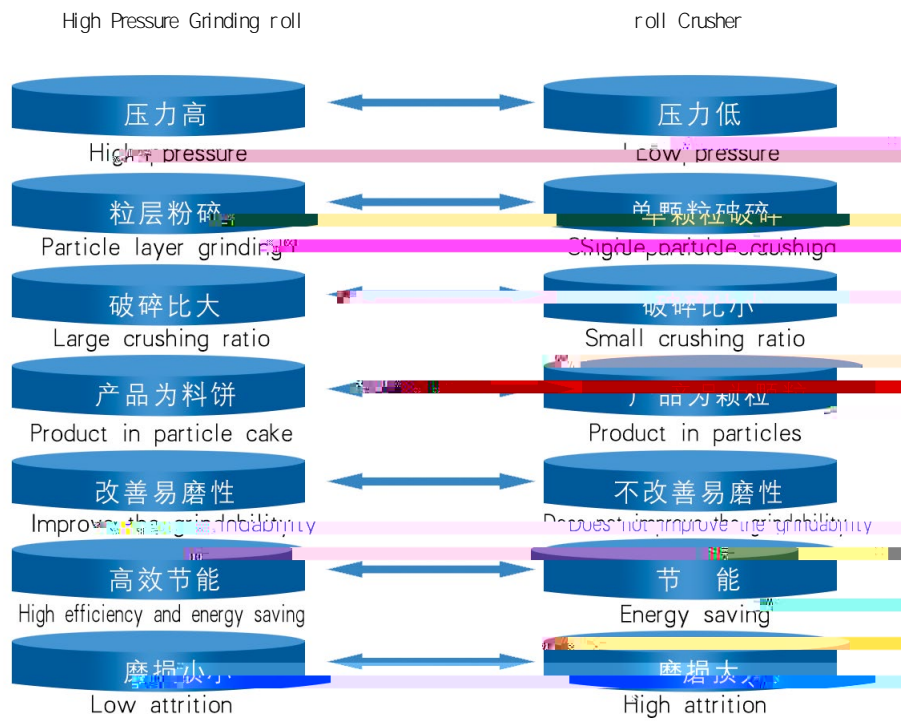 High Pressure Grinding roll
roll Crusher
压力高
压力低
High pressure
Low pressure
粒层粉碎
单颗粒破碎
Particle layer grinding
Single particle crushing
破碎比大
破碎比小
Large crushing ratio
Small crushing ratio
产品为料饼
产品为颗粒
Product in particle cake
Product in particles
改善易磨性
不改善易磨性
Improve the grindability
Does not improve the grindability
高效节能
节 能
High efficiency and energy saving
Energy saving
磨损小
磨损大
Low attrition
High attrition